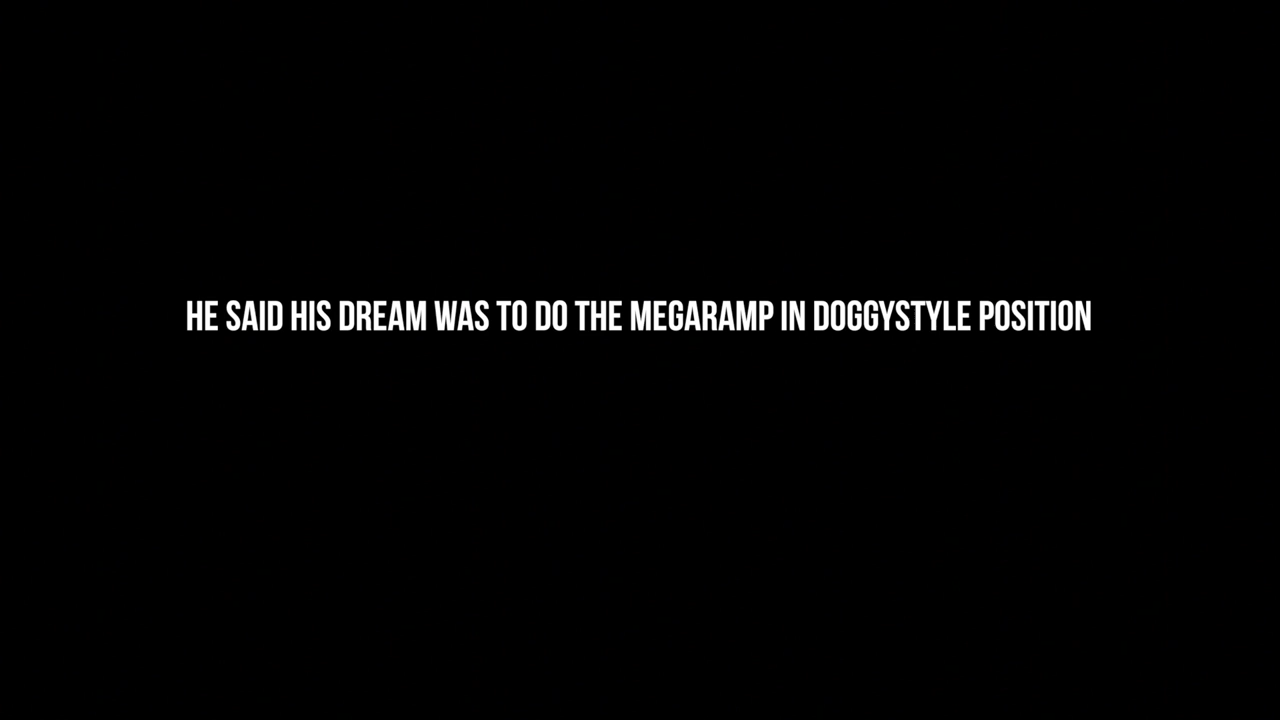 HE SAID HIS DREAM WAS TO DO THE MEGARAMP IN DOGGYSTYLE POSITION